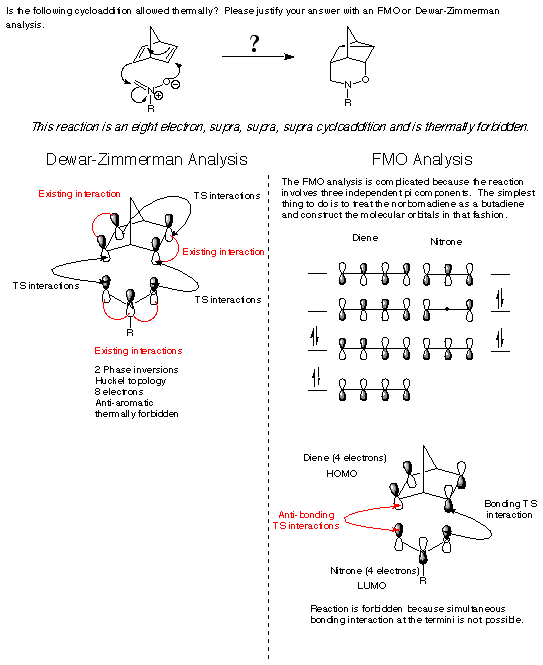 Is the following cycloaddition allowed thermally? Please justify your answer with an FMO or Dewar-Zimmerman
analysis.
?
O
⊖
N
⊕
R
N
O
R
This reaction is an eight electron, supra, supra, supra cycloaddition and is thermally forbidden.
Dewar-Zimmerman Analysis
Existing interaction
TS interactions
Existing interaction
TS interactions
TS interactions
R
Existing interactions
2 Phase inversions
Huckel topology
8 electrons
Anti-aromatic
thermally forbidden
FMO Analysis
The FMO analysis is complicated because the reaction
involves three independent pi components. The simplest
thing to do is to treat the norbornadiene as a butadiene
and construct the molecular orbitals in that fashion.
Diene
Nitrone
Diene (4 electrons)
HOMO
Anti-bonding
TS interactions
Bonding TS
interaction
Nitrone (4 electrons)
R
LUMO
Reaction is forbidden because simultaneous
bonding interaction at the termini is not possible.